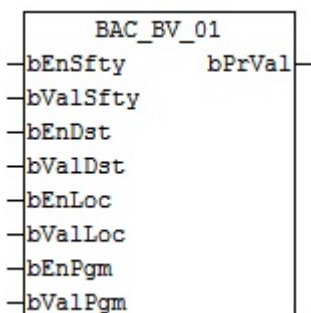 BAC_BV_01
bEnSfty bPrVal
bValSfty
bEnDst
bValDst
bEnLoc
bValLoc
bEnPgm
bValPgm